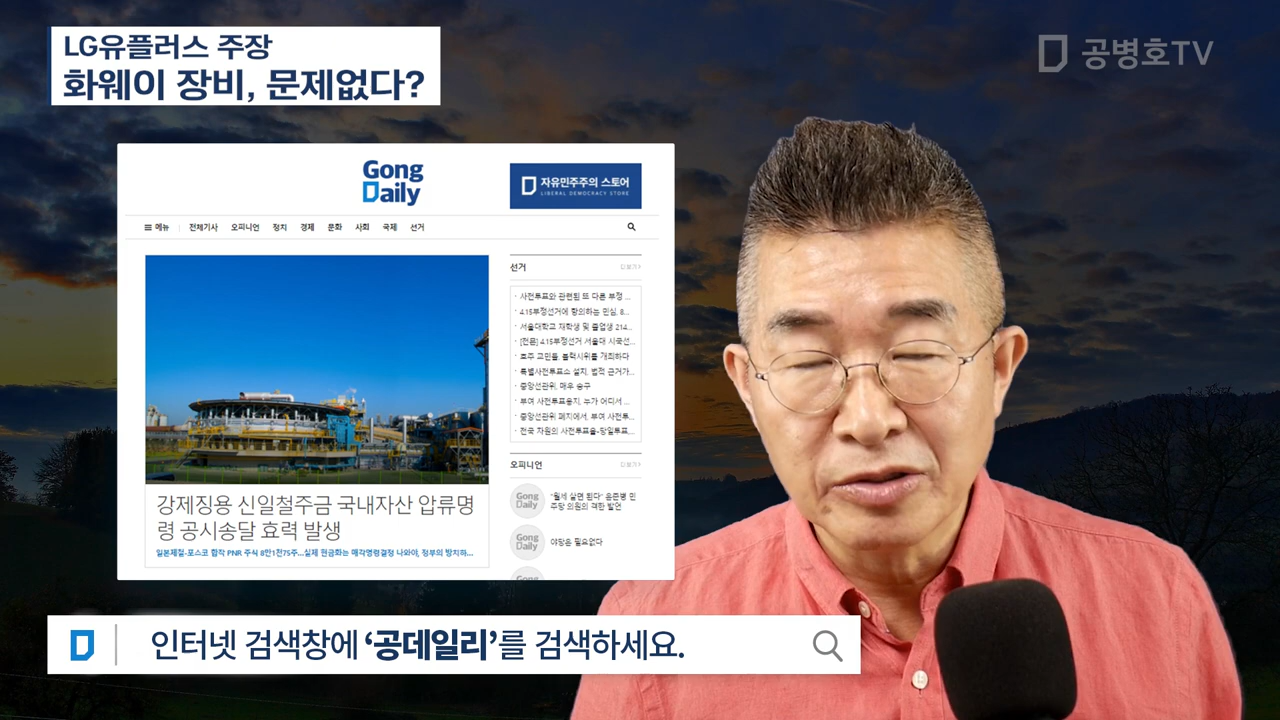 LG유플러스 주장
화웨이 장비, 문제없다?
공병호TV
Gong
Daily
자유민주주의 스토어
LIBERAL DEMOCRACY STORE
메뉴 전체기사 오피니언 정치 경제 문화 사회 국제 선거
선거 더보기
· 사전투표와 관련된 또 다른 부정 ...
· 4.15부정선거에 항의하는 민심, 8...
· 서울대학교 재학생 및 졸업생 214...
· [전문] 4.15부정선거 서울대 시국선...
· 호주 교민들, 블랙시위를 개최하다
· 특별사전투표소 설치, 법적 근거가...
· 중앙선관위, 매우 송구
· 부여 사전투표용지, 누가 어디서 ...
· 중앙선관위 폐지에서, 부여 사전투...
· 전국 차원의 사전투표율-당일투표...
오피니언 더보기
Gong
Daily
"월세 살면 된다" 윤준병 민
주당 의원의 격한 발언
Gong
Daily
야당은 필요없다
Gong
강제징용 신일철주금 국내자산 압류명
령 공시송달 효력 발생
일본제철-포스코 합작 PNR 주식 8만1천75주...실제 현금화는 매각명령결정 나와야, 정부의 방치하...
인터넷 검색창에 ‘공데일리’를 검색하세요.